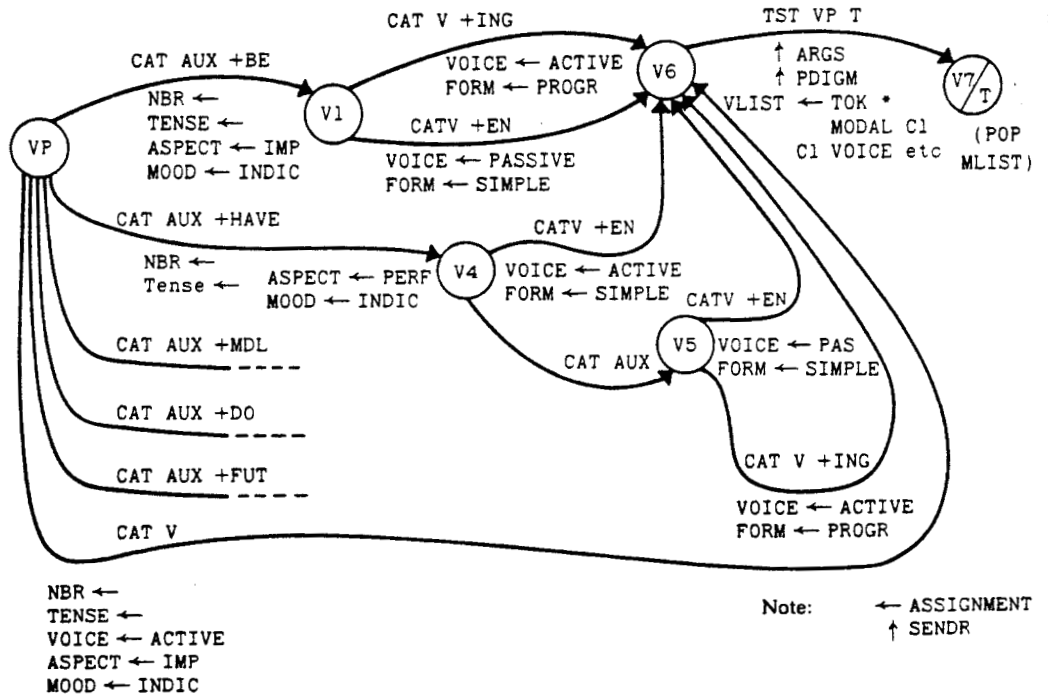 CAT V +ING
TST VP T
CAT AUX +BE
VOICE ← ACTIVE
FORM ← PROGR
V6
↑ ARGS
↑ PDIGM
VLIST ← TOK *
MODAL C1
C1 VOICE etc
V7/T
(POP
MLIST)
VP
NBR ←
TENSE ←
ASPECT ← IMP
MOOD ← INDIC
V1
CATV +EN
VOICE ← PASSIVE
FORM ← SIMPLE
CAT AUX +HAVE
NBR ←
Tense ←
ASPECT ← PERF
MOOD ← INDIC
V4
CATV +EN
VOICE ← ACTIVE
FORM ← SIMPLE
CATV +EN
CAT AUX
V5
VOICE ← PAS
FORM ← SIMPLE
CAT AUX +MDL
CAT AUX +DO
CAT AUX +FUT
CAT V +ING
VOICE ← ACTIVE
FORM ← PROGR
CAT V
NBR ←
TENSE ←
VOICE ← ACTIVE
ASPECT ← IMP
MOOD ← INDIC
Note: ← ASSIGNMENT
↑ SENDR